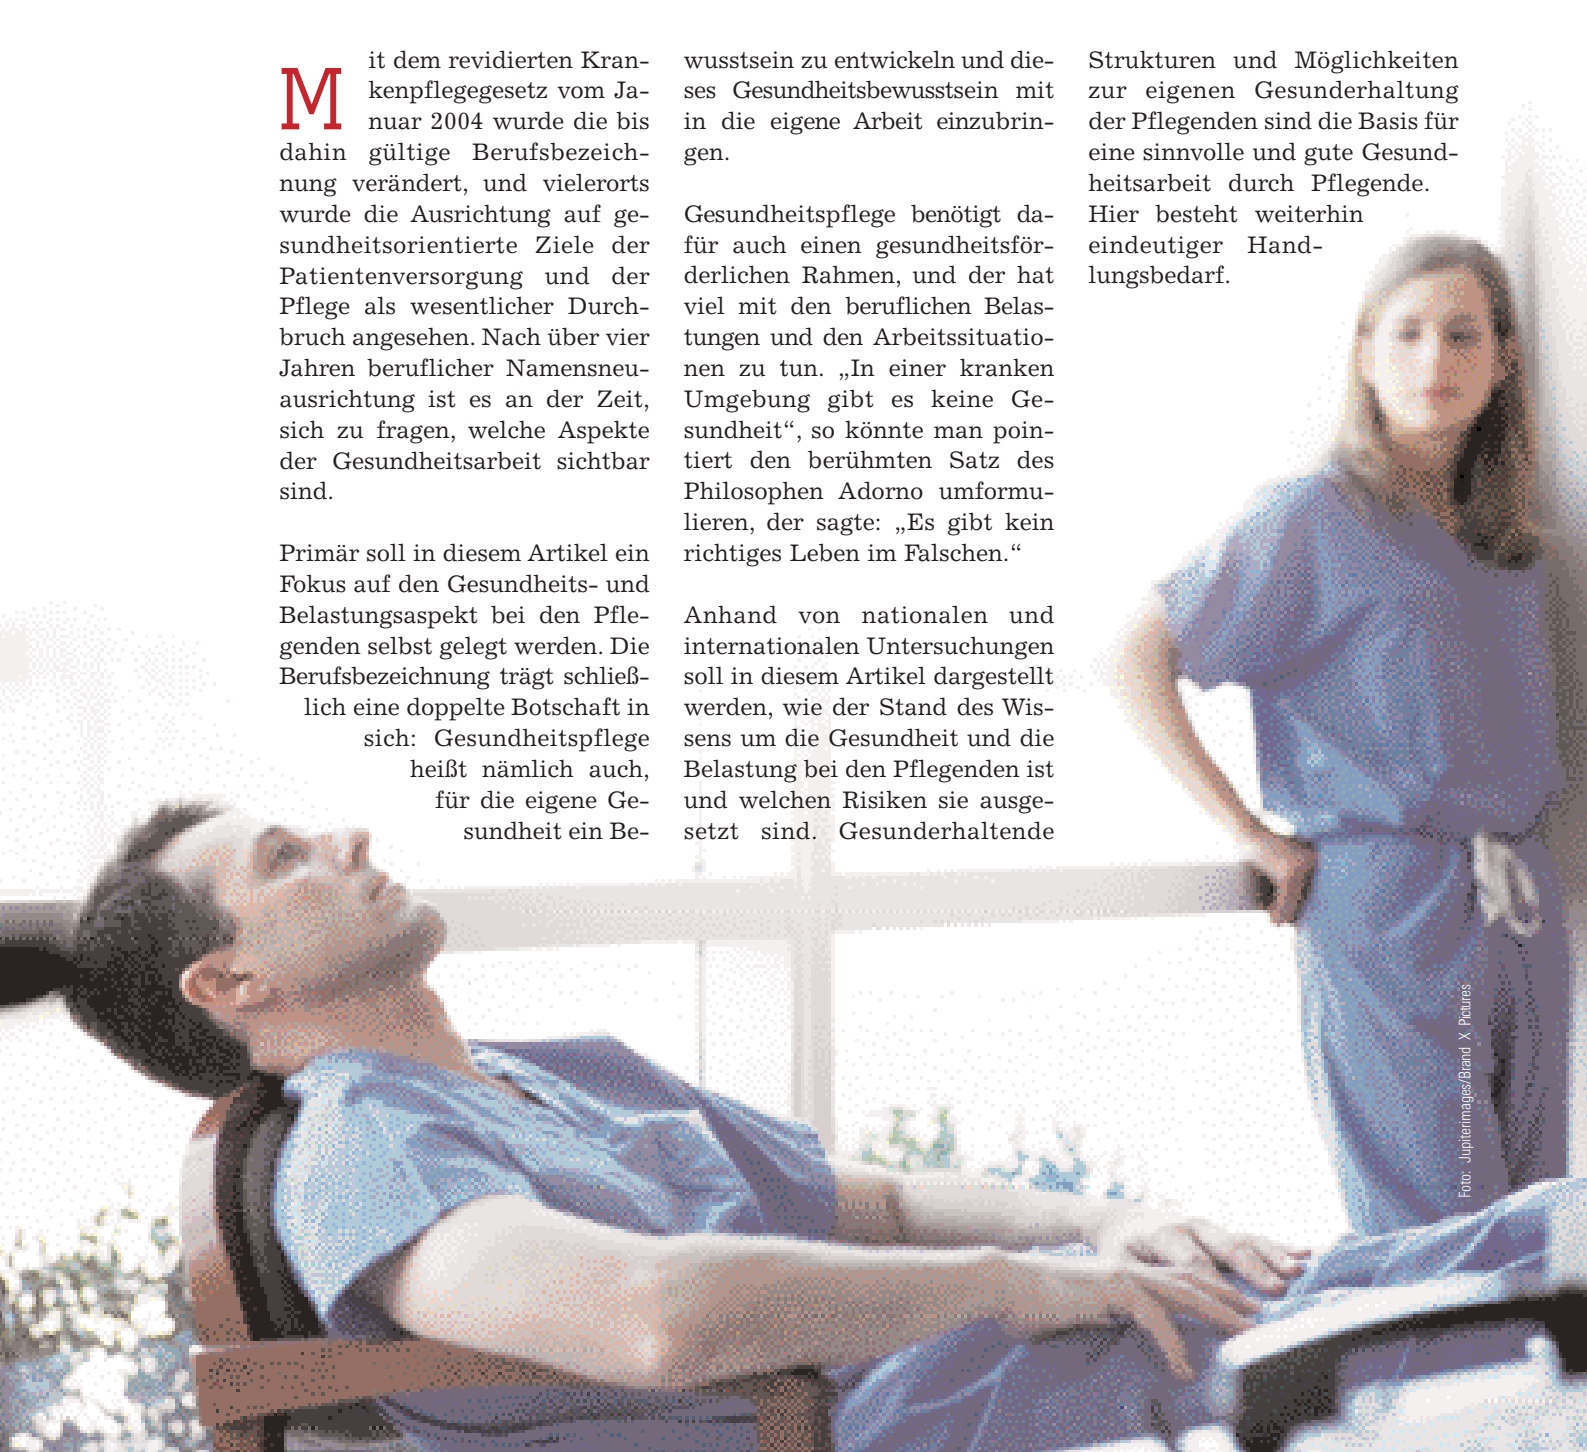 Mit dem revidierten Kran-
kenpflegegesetz vom Ja-
nuar 2004 wurde die bis
dahin gültige Berufsbezeich-
nung verändert, und vielerorts
wurde die Ausrichtung auf ge-
sundheitsorientierte Ziele der
Patientenversorgung und der
Pflege als wesentlicher Durch-
bruch angesehen. Nach über vier
Jahren beruflicher Namensneu-
ausrichtung ist es an der Zeit,
sich zu fragen, welche Aspekte
der Gesundheitsarbeit sichtbar
sind.
Primär soll in diesem Artikel ein
Fokus auf den Gesundheits- und
Belastungsaspekt bei den Pfle-
genden selbst gelegt werden. Die
Berufsbezeichnung trägt schließ-
lich eine doppelte Botschaft in
sich: Gesundheitspflege
heißt nämlich auch,
für die eigene Ge-
sundheit ein Be-
wusstsein zu entwickeln und die-
ses Gesundheitsbewusstsein mit
in die eigene Arbeit einzubrin-
gen.
Gesundheitspflege benötigt da-
für auch einen gesundheitsför-
derlichen Rahmen, und der hat
viel mit den beruflichen Belas-
tungen und den Arbeitssituatio-
nen zu tun. „In einer kranken
Umgebung gibt es keine Ge-
sundheit“, so könnte man poin-
tiert den berühmten Satz des
Philosophen Adorno umformu-
lieren, der sagte: „Es gibt kein
richtiges Leben im Falschen.“
Anhand von nationalen und
internationalen Untersuchungen
soll in diesem Artikel dargestellt
werden, wie der Stand des Wis-
sens um die Gesundheit und die
Belastung bei den Pflegenden ist
und welchen Risiken sie ausge-
setzt sind. Gesunderhaltende
Strukturen und Möglichkeiten
zur eigenen Gesunderhaltung
der Pflegenden sind die Basis für
eine sinnvolle und gute Gesund-
heitsarbeit durch Pflegende.
Hier besteht weiterhin
eindeutiger Hand-
lungsbedarf.
Foto: Jupiterimages/Brand X Pictures